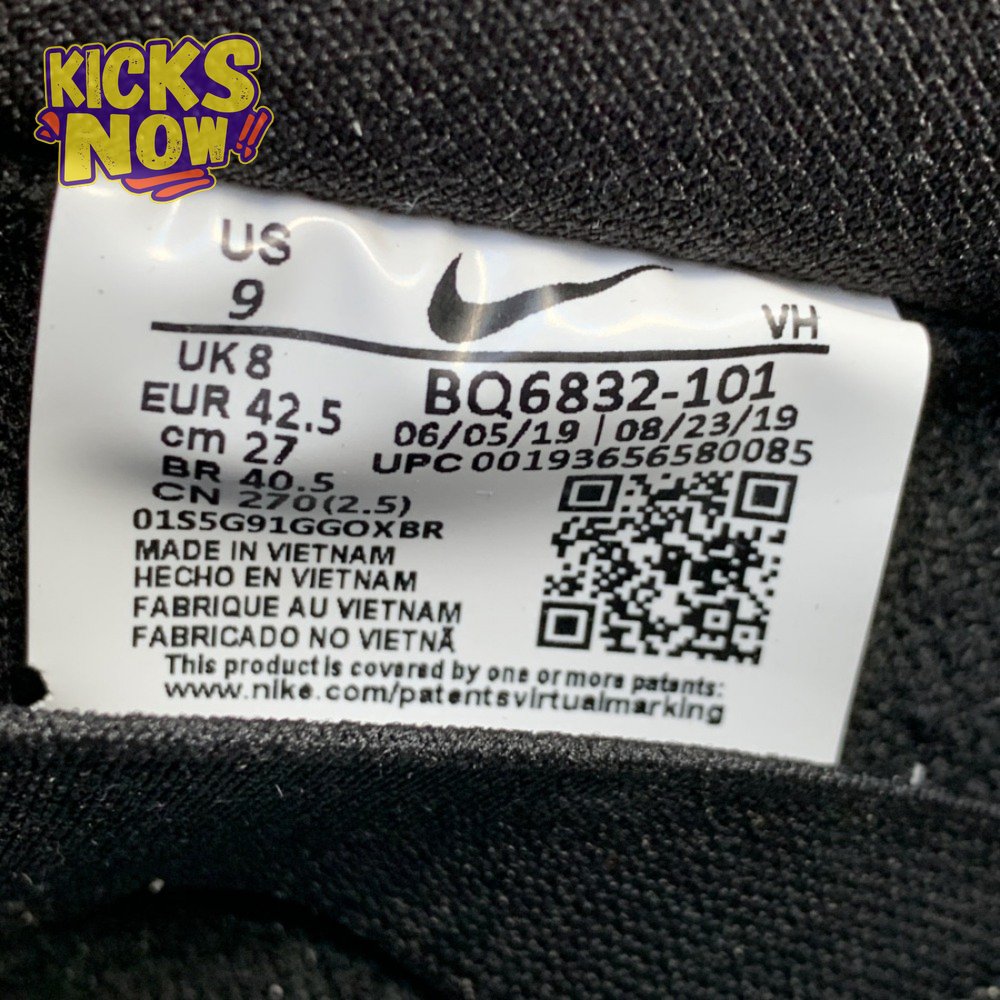 KICKS
NOW!!
US
9
VH
UK 8
EUR 42.5
cm 27
BR 40.5
CN 270(2.5)
01S5G91GGOXBR
MADE IN VIETNAM
HECHO EN VIETNAM
FABRIQUE AU VIETNAM
FABRICADO NO VIETNÃ
BQ6832-101
06/05/19 | 08/23/19
UPC 00193656580085
This product is covered by one or more patents:
www.nike.com/patentsvirtualmarking